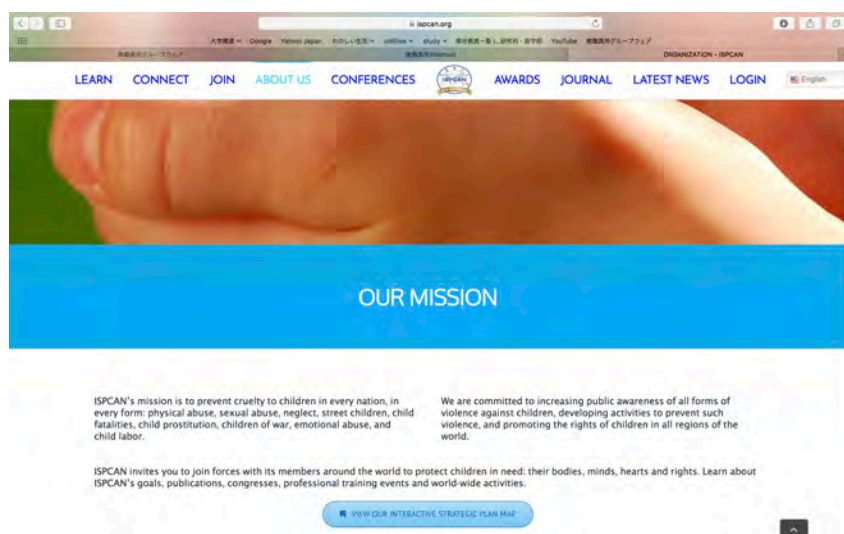 ispcan.org
Google Yahoo! Japan YouTube
ORGANIZATION - ISPCAN
LEARN CONNECT JOIN ABOUT US CONFERENCES ISPCAN AWARDS JOURNAL LATEST NEWS LOGIN English
OUR MISSION
ISPCAN's mission is to prevent cruelty to children in every nation, in
every form: physical abuse, sexual abuse, neglect, street children, child
fatalities, child prostitution, children of war, emotional abuse, and
child labor.
We are committed to increasing public awareness of all forms of
violence against children, developing activities to prevent such
violence, and promoting the rights of children in all regions of the
world.
ISPCAN invites you to join forces with its members around the world to protect children in need: their bodies, minds, hearts and rights. Learn about
ISPCAN's goals, publications, congresses, professional training events and world-wide activities.
VIEW OUR INTERACTIVE STRATEGIC PLAN MAP